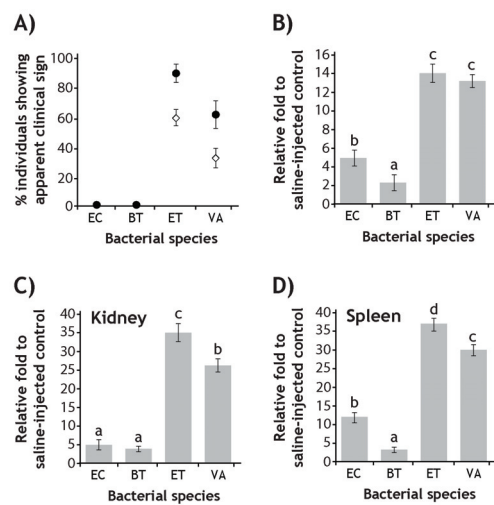 A)
% individuals showing
apparent clinical sign
100
80
60
40
20
0
EC BT ET VA
Bacterial species
B)
Relative fold to
saline-injected control
16
14
12
10
8
6
4
2
0
b
a
c
c
EC BT ET VA
Bacterial species
C)
Kidney
Relative fold to
saline-injected control
40
35
30
25
20
15
10
5
0
a
a
c
b
EC BT ET VA
Bacterial species
D)
Spleen
Relative fold to
saline-injected control
40
35
30
25
20
15
10
5
0
b
a
d
c
EC BT ET VA
Bacterial species